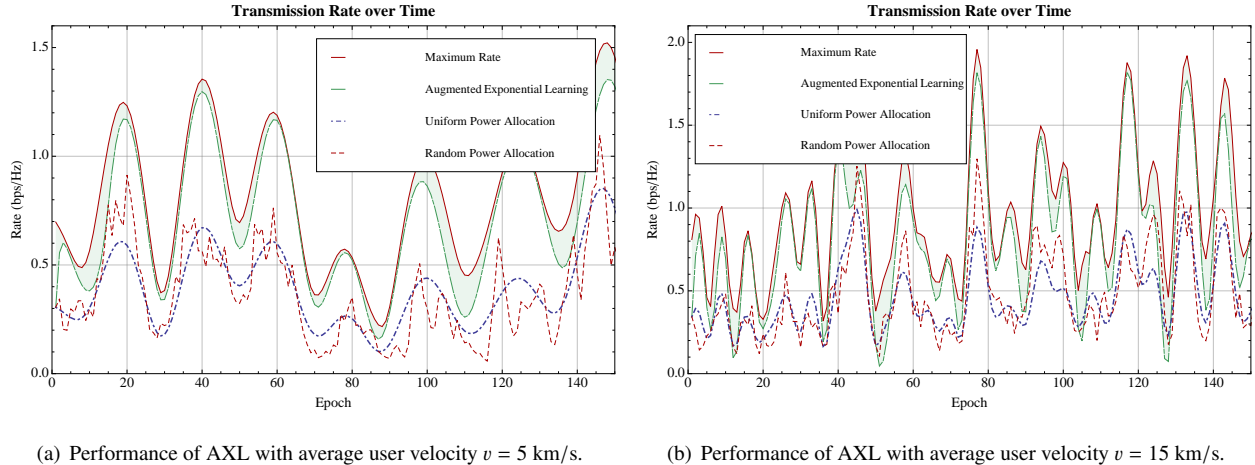 Transmission Rate over Time
1.5
1.0
0.5
0.0
Rate (bps/Hz)
Maximum Rate
Augmented Exponential Learning
Uniform Power Allocation
Random Power Allocation
0 20 40 60 80 100 120 140
Epoch
(a) Performance of AXL with average user velocity v = 5 km/s.
Transmission Rate over Time
2.0
1.5
1.0
0.5
0.0
Rate (bps/Hz)
Maximum Rate
Augmented Exponential Learning
Uniform Power Allocation
Random Power Allocation
0 20 40 60 80 100 120 140
Epoch
(b) Performance of AXL with average user velocity v = 15 km/s.